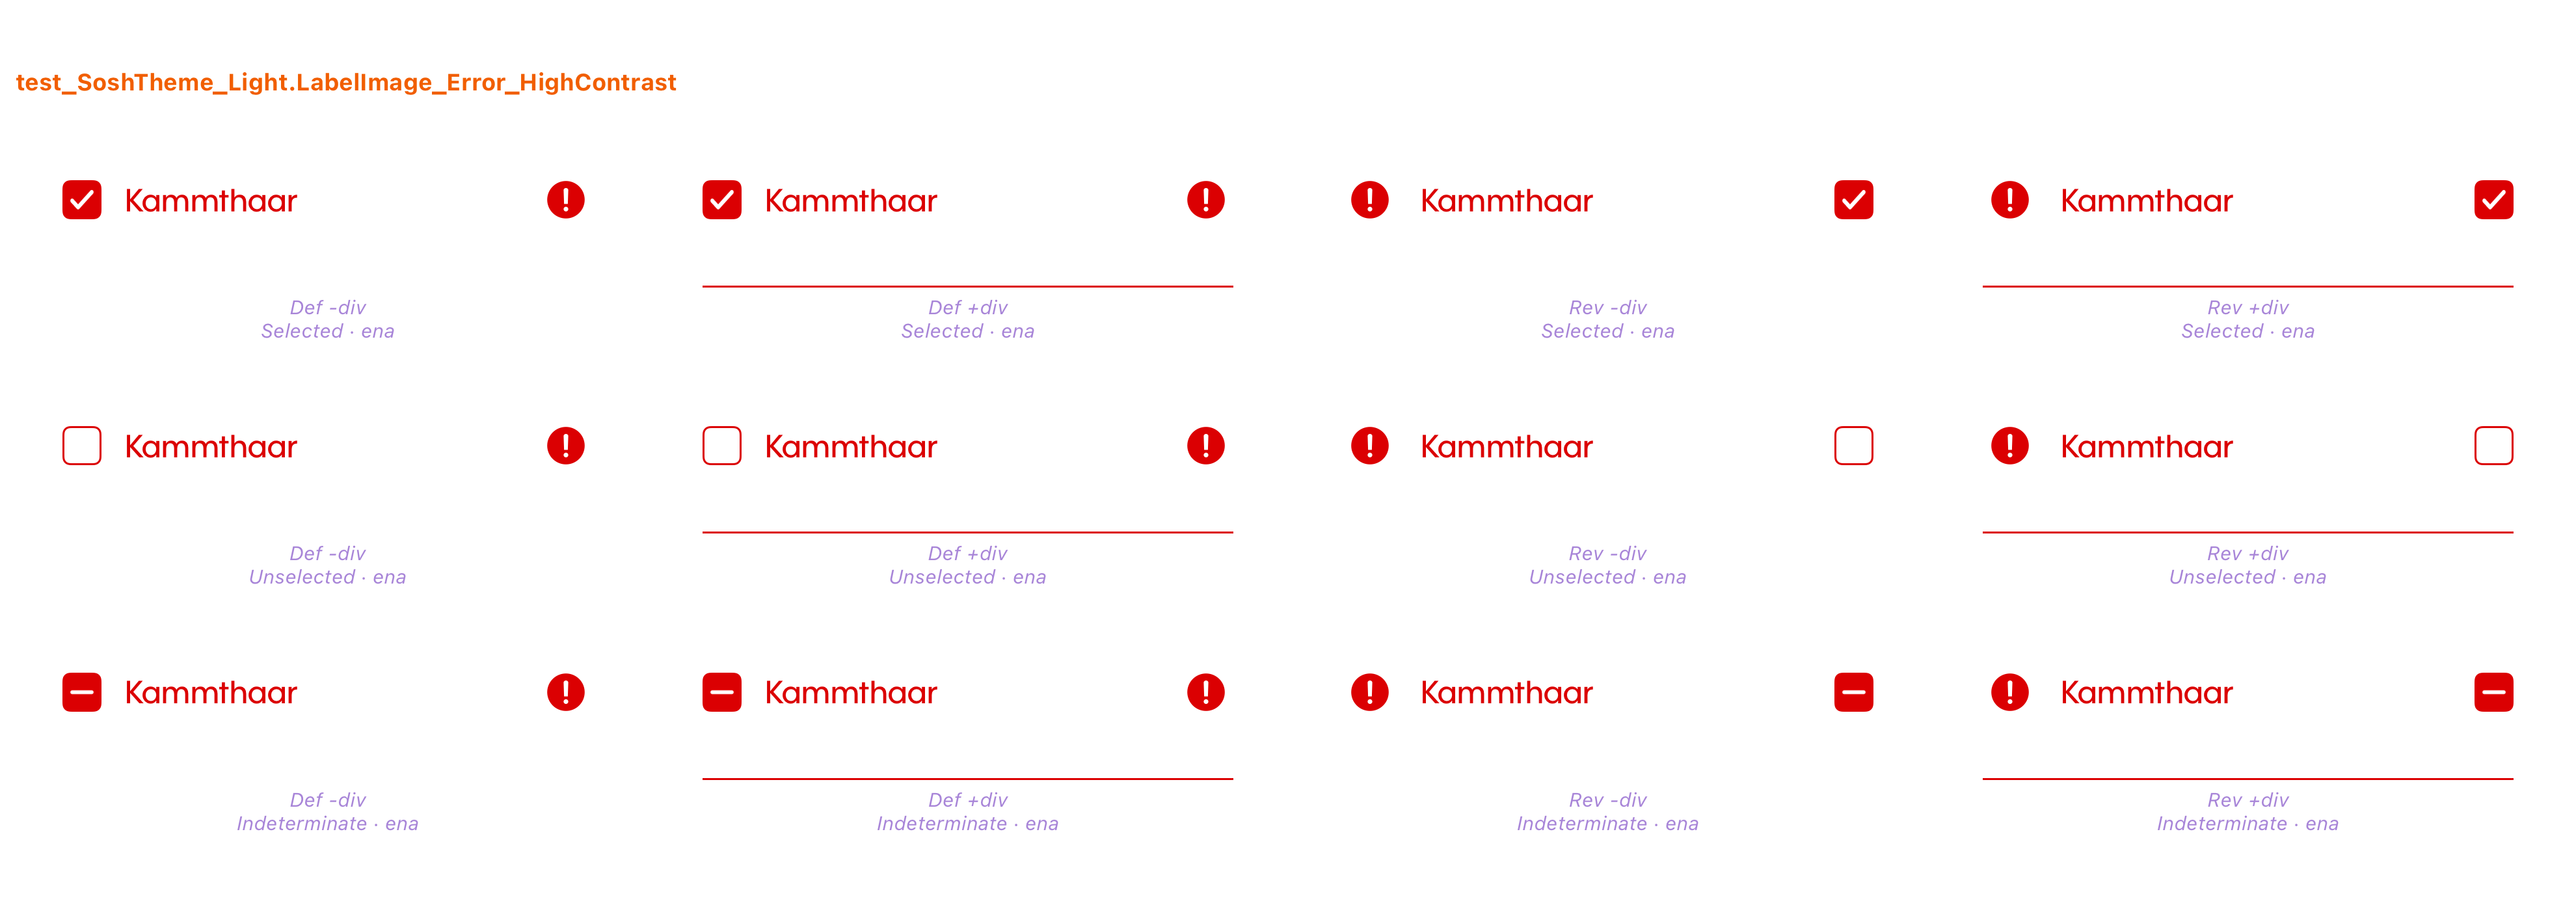 test_SoshTheme_Light.LabelImage_Error_HighContrast
Kammthaar
Kammthaar
Kammthaar
Kammthaar
Def -div
Selected · ena
Def +div
Selected · ena
Rev -div
Selected · ena
Rev +div
Selected · ena
Kammthaar
Kammthaar
Kammthaar
Kammthaar
Def -div
Unselected · ena
Def +div
Unselected · ena
Rev -div
Unselected · ena
Rev +div
Unselected · ena
Kammthaar
Kammthaar
Kammthaar
Kammthaar
Def -div
Indeterminate · ena
Def +div
Indeterminate · ena
Rev -div
Indeterminate · ena
Rev +div
Indeterminate · ena